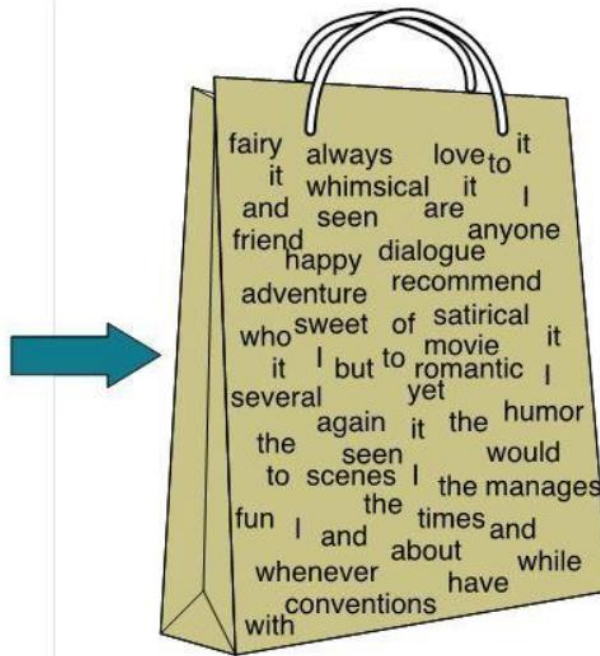 fairy always love to it
it whimsical it I
and seen are
anyone
friend
happy dialogue
adventure recommend
who sweet of satirical
it
it I but to movie
romantic I
several yet
again it the humor
the seen would
to scenes I the manages
fun the times and
I and
about while
whenever have
conventions
with